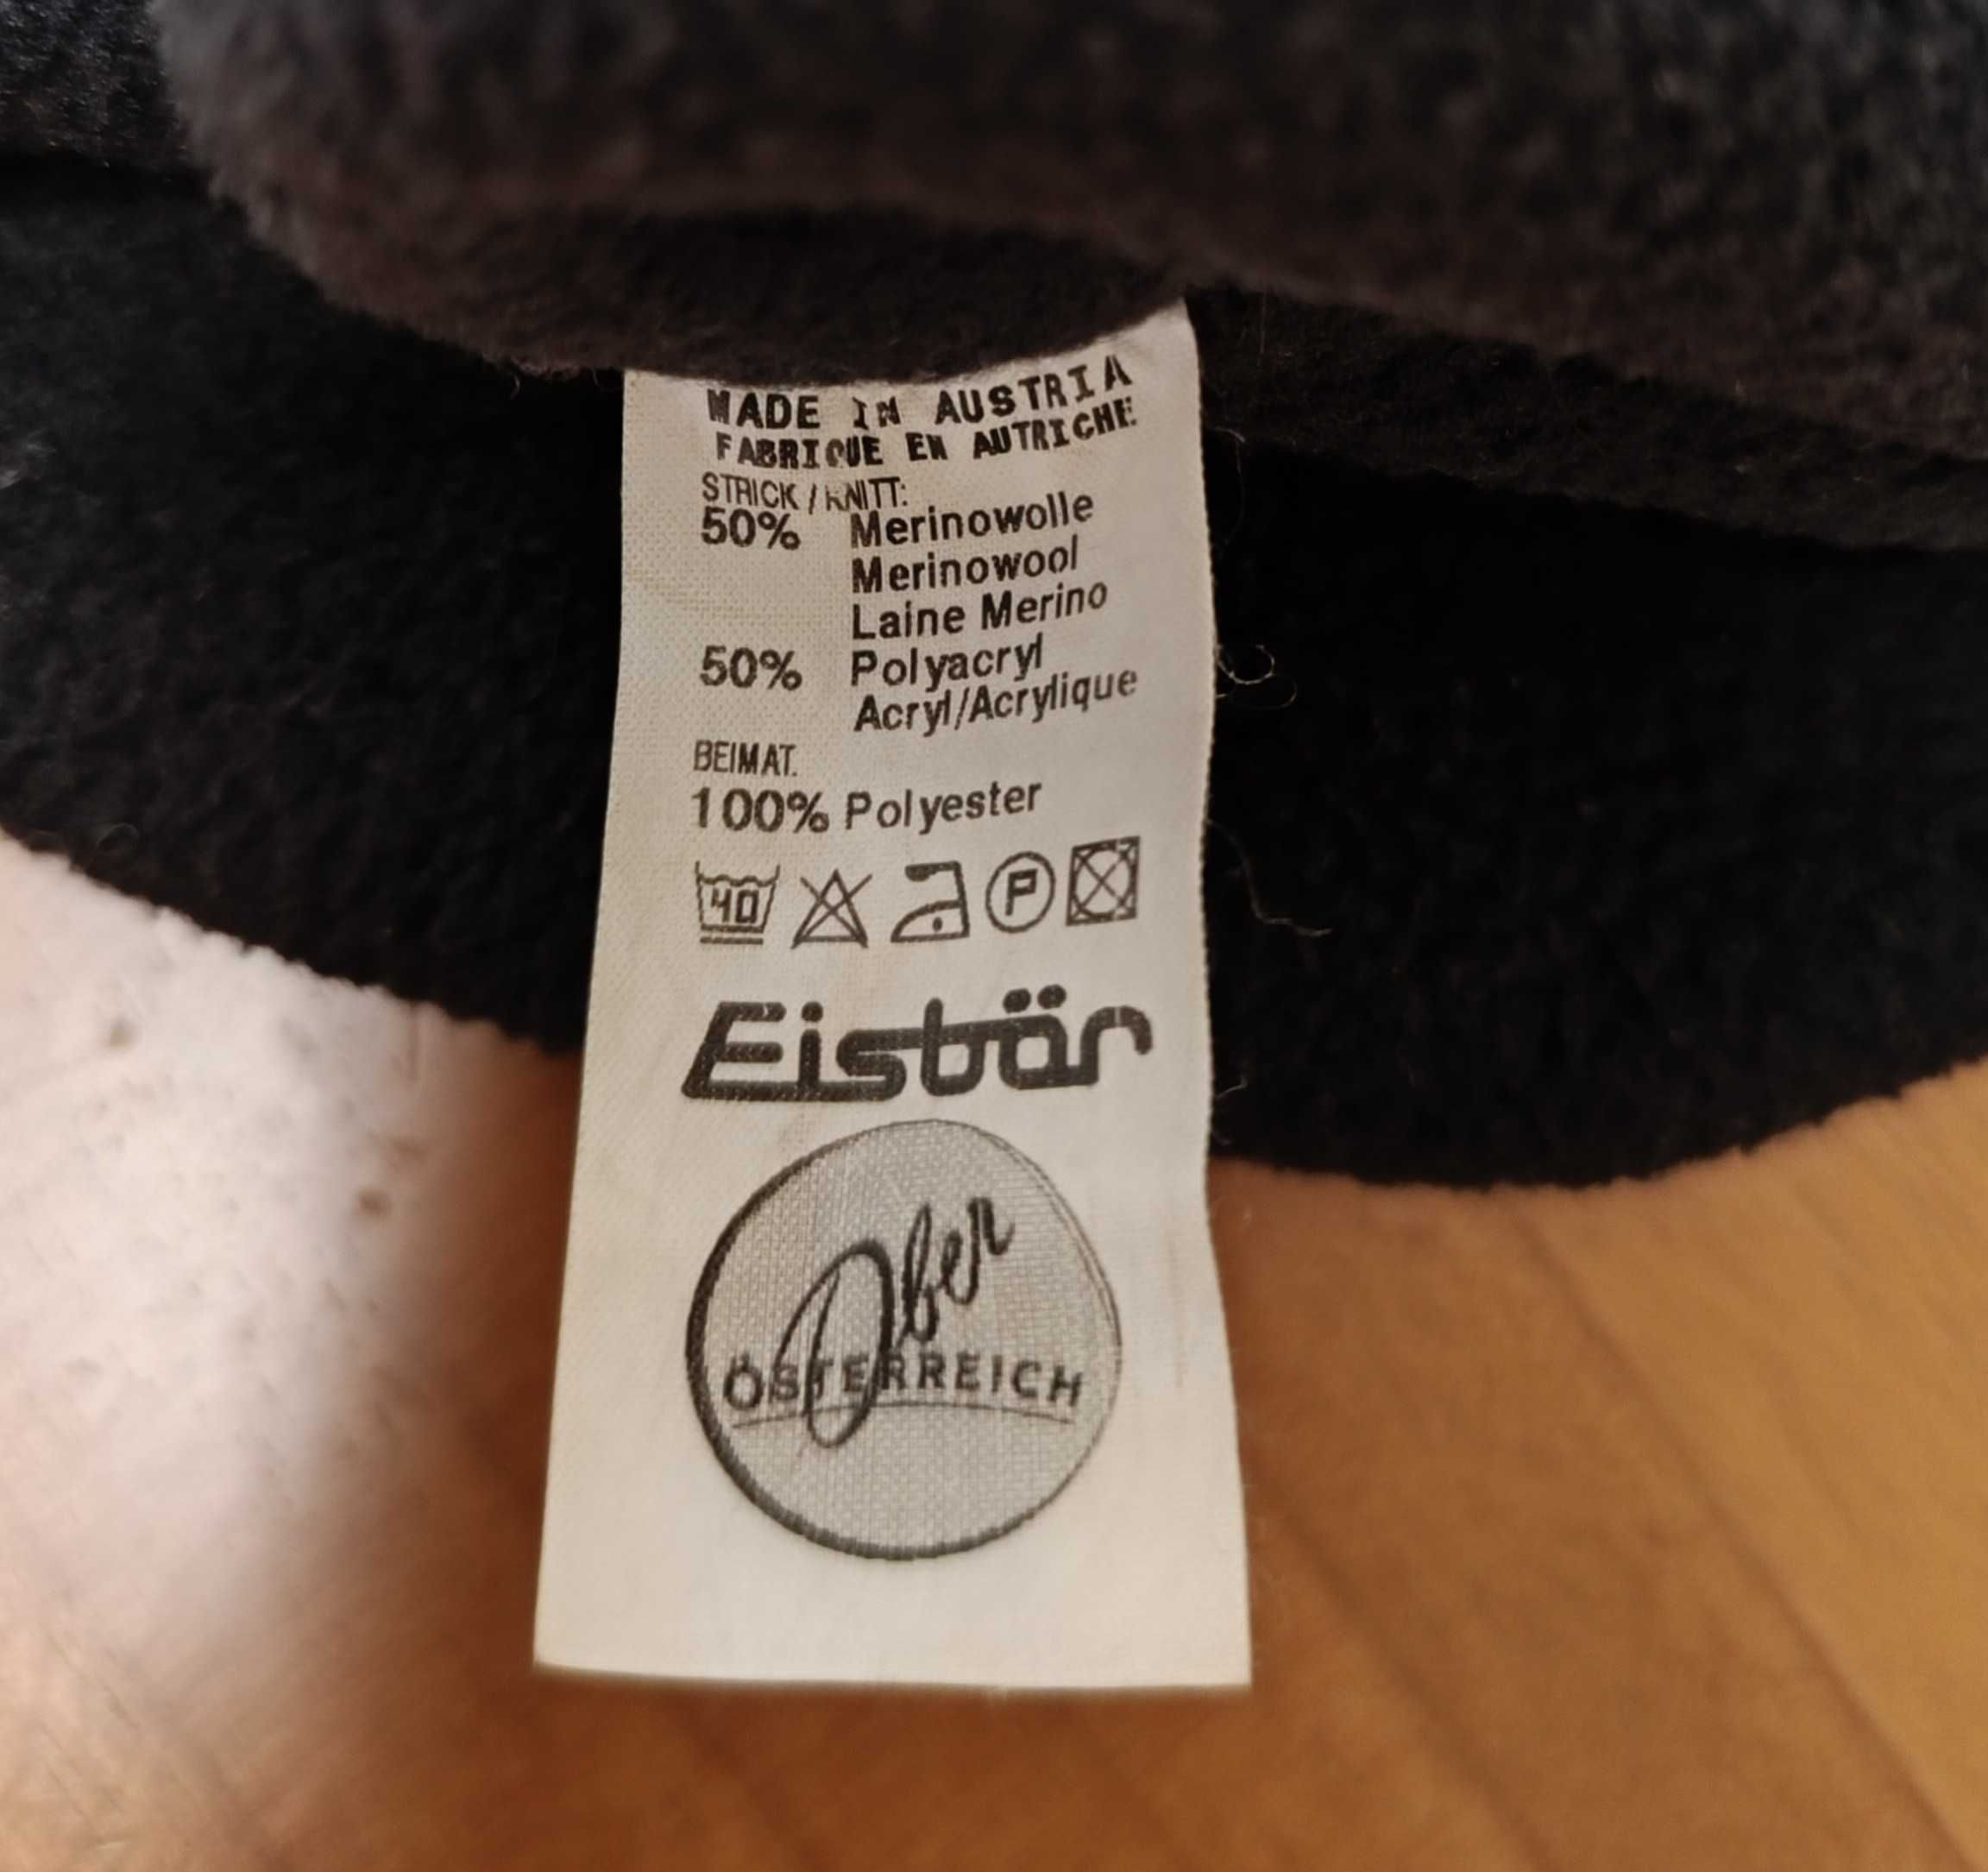 MADE IN AUSTRIA
FABRIQUE EN AUTRICHE
STRICK / KNITT:
50% Merinowolle
Merinowool
Laine Merino
50% Polyacryl
Acryl/Acrylique
BEIMAT.
100% Polyester
40 P
Eisbär
Ober
ÖSTERREICH